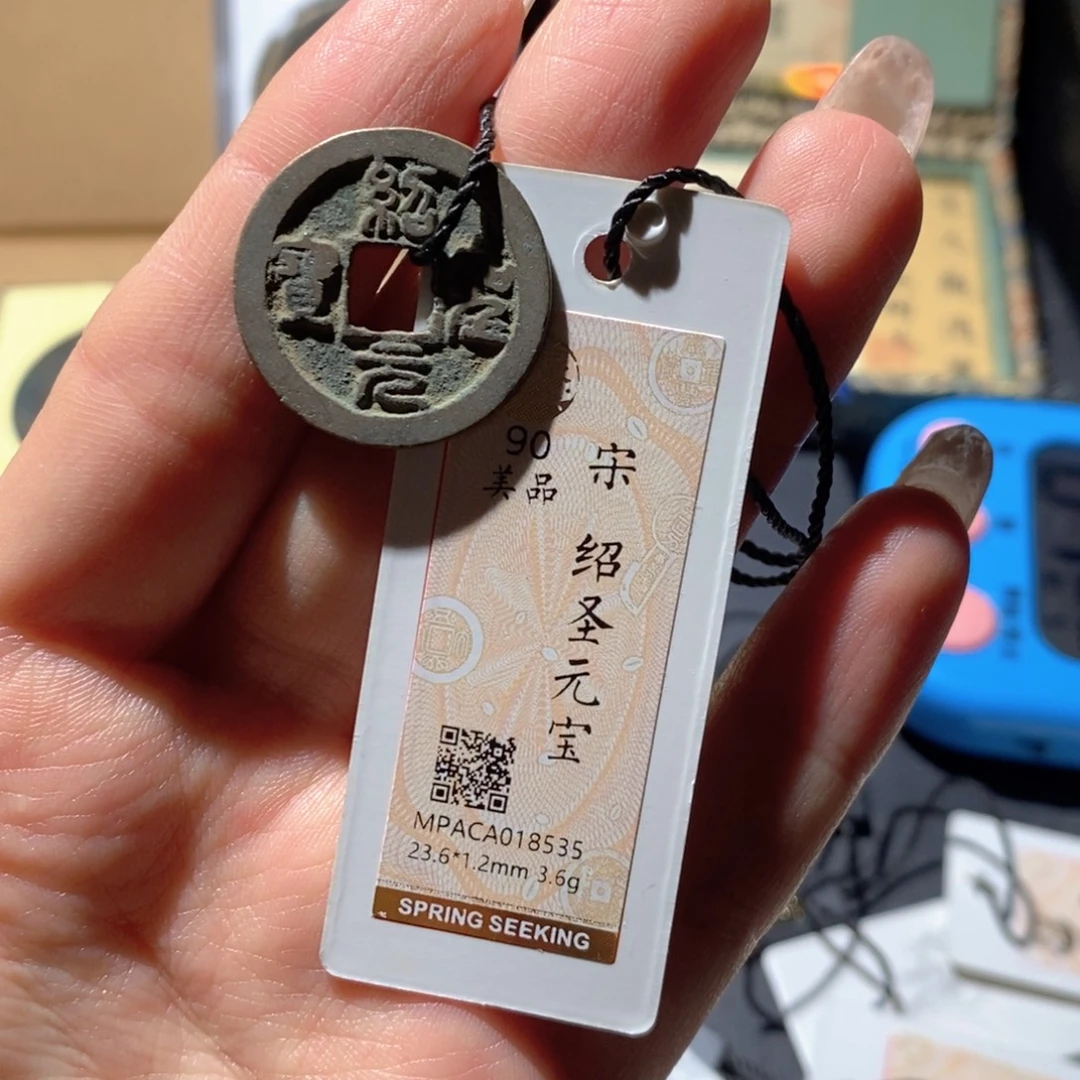 紹
元
寶
90
美品
宋
绍圣元宝
MPACA018535
23.6*1.2mm 3.6g
SPRING SEEKING